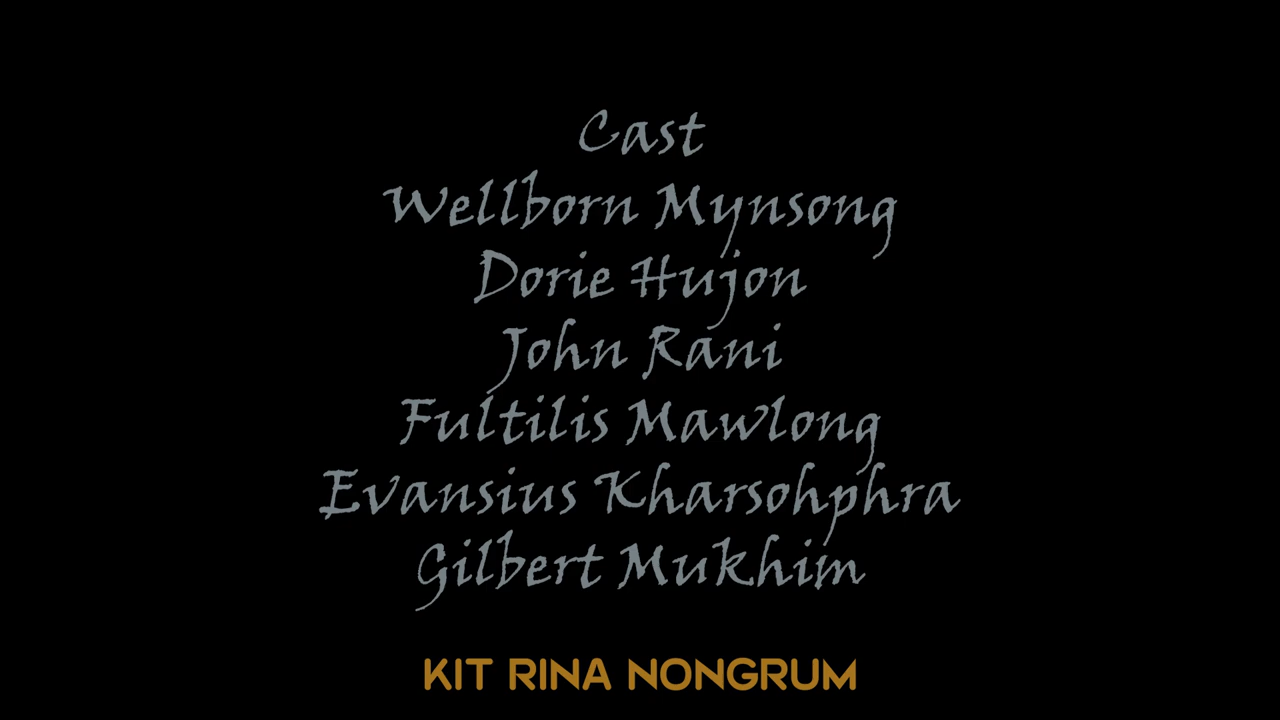 Cast
Wellborn Mynsong
Dorie Hujon
John Rani
Fultilis Mawlong
Evansius Kharsohphra
Gilbert Mukhim
KIT RINA NONGRUM